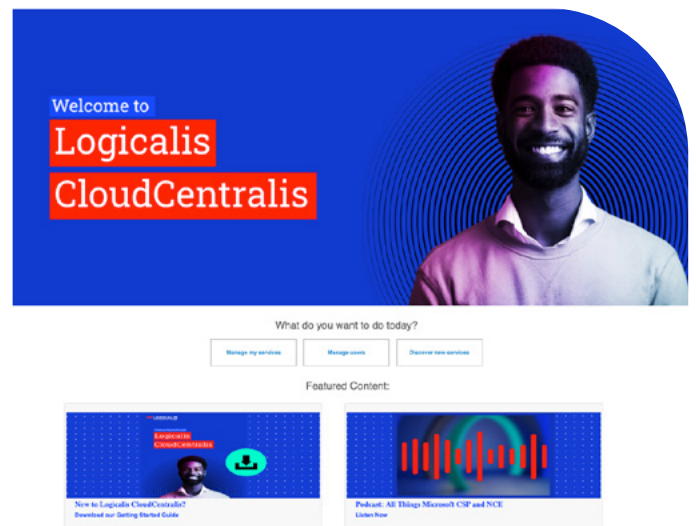 Welcome to
Logicalis
CloudCentralis
What do you want to do today?
Manage my services
Manage users
Discover new services
Featured Content:
Logicalis
CloudCentralis
New to Logicalis CloudCentralis?
Download our Getting Started Guide
Podcast: All Things Microsoft CSP and NCE
Listen Now